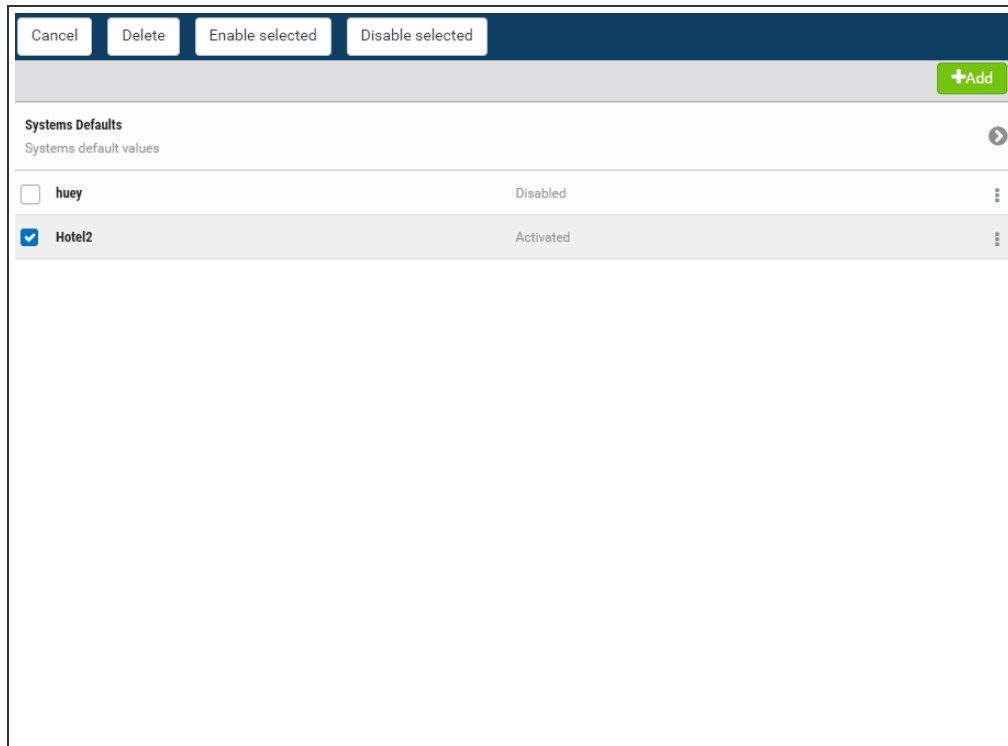 Cancel Delete Enable selected Disable selected
+Add
Systems Defaults
Systems default values
huey Disabled
Hotel2 Activated